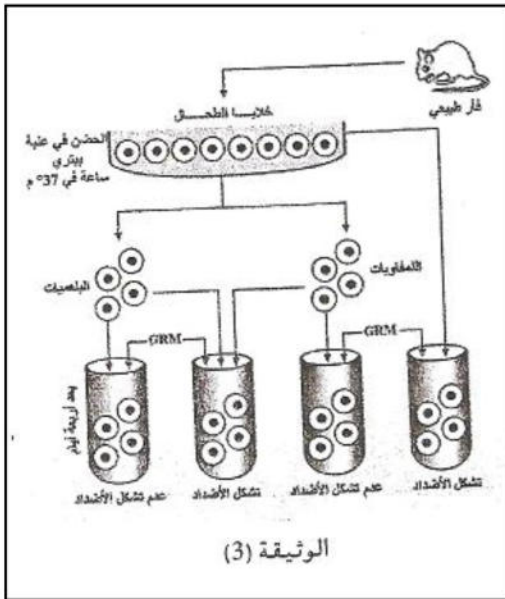 فار طبيعي
خلايا الطحال
الحضن في علبة
بيتري
ساعة في 37° م
البلعميات
اللمفاويات
GRM
GRM
بعد أربعة أيام
عدم تشكل الأضداد
تشكل الأضداد
عدم تشكل الأضداد
تشكل الأضداد
الوثيقة (3)